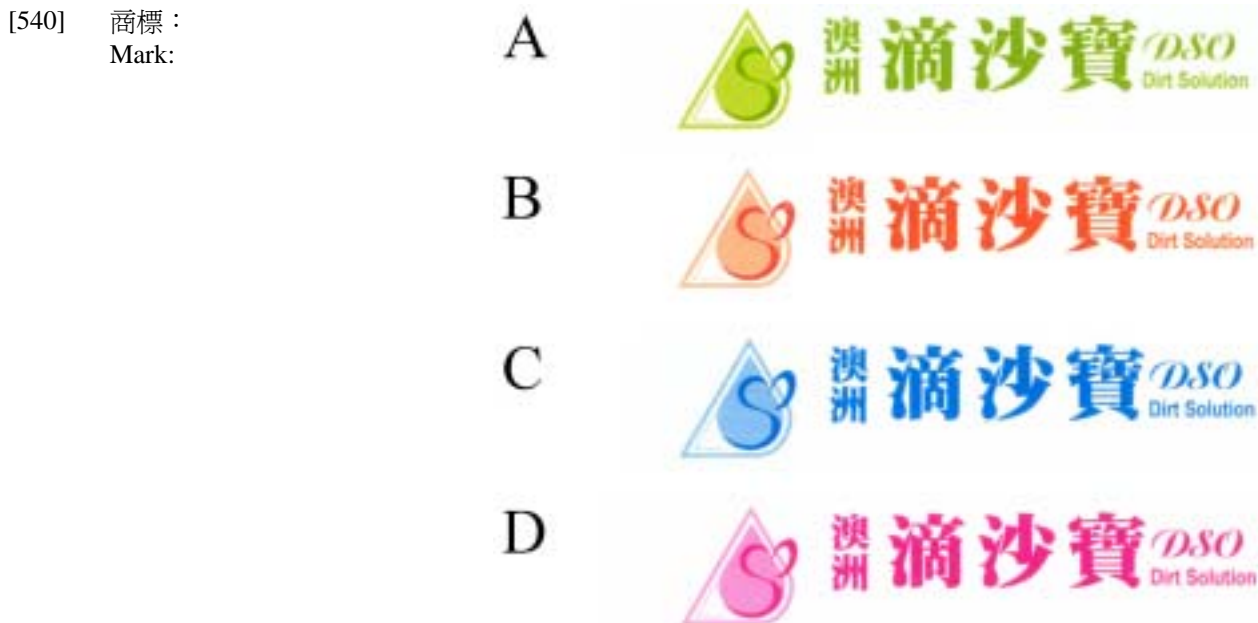 [540] 商標：
Mark:
A
澳洲 滴沙寶 DSO
Dirt Solution
B
澳洲 滴沙寶 DSO
Dirt Solution
C
澳洲 滴沙寶 DSO
Dirt Solution
D
澳洲 滴沙寶 DSO
Dirt Solution